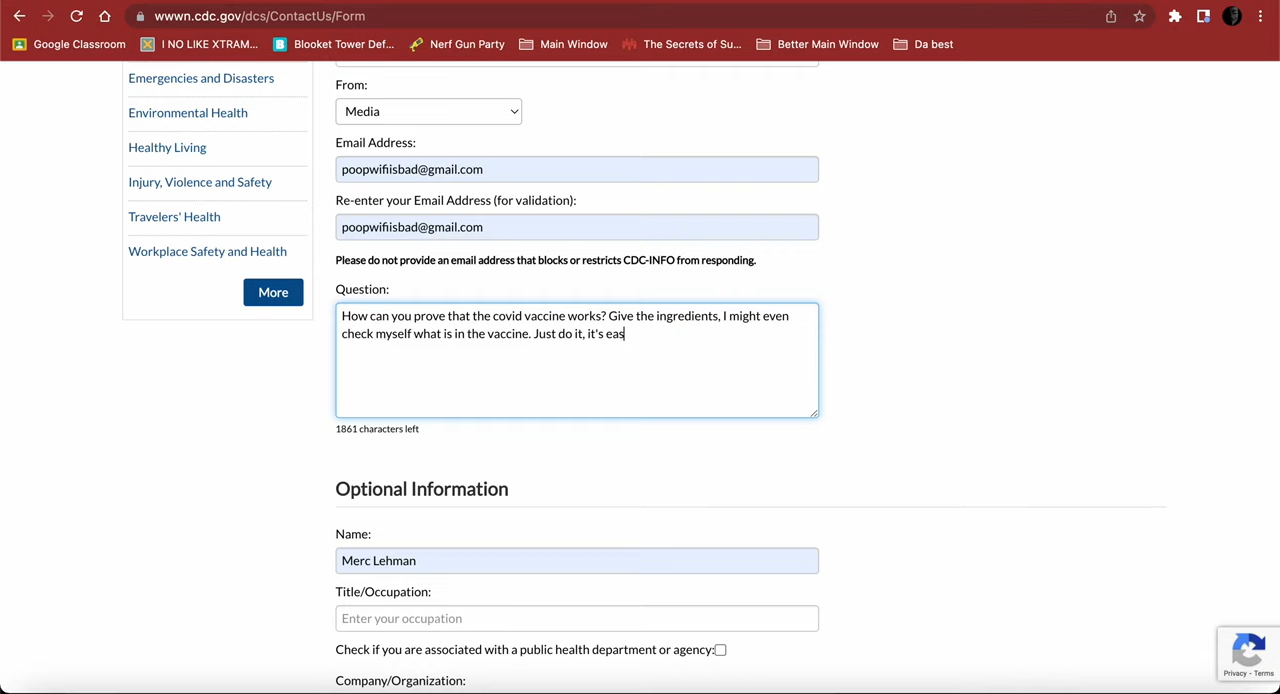 wwwn.cdc.gov/dcs/ContactUs/Form
Google Classroom
I NO LIKE XTRAM...
Blooket Tower Def...
Nerf Gun Party
Main Window
The Secrets of Su...
Better Main Window
Da best
Emergencies and Disasters
Environmental Health
Healthy Living
Injury, Violence and Safety
Travelers' Health
Workplace Safety and Health
More
From:
Media
Email Address:
poopwifiisbad@gmail.com
Re-enter your Email Address (for validation):
poopwifiisbad@gmail.com
Please do not provide an email address that blocks or restricts CDC-INFO from responding.
Question:
How can you prove that the covid vaccine works? Give the ingredients, I might even
check myself what is in the vaccine. Just do it, it's eas
1861 characters left
Optional Information
Name:
Merc Lehman
Title/Occupation:
Enter your occupation
Check if you are associated with a public health department or agency:
Company/Organization:
Privacy - Terms